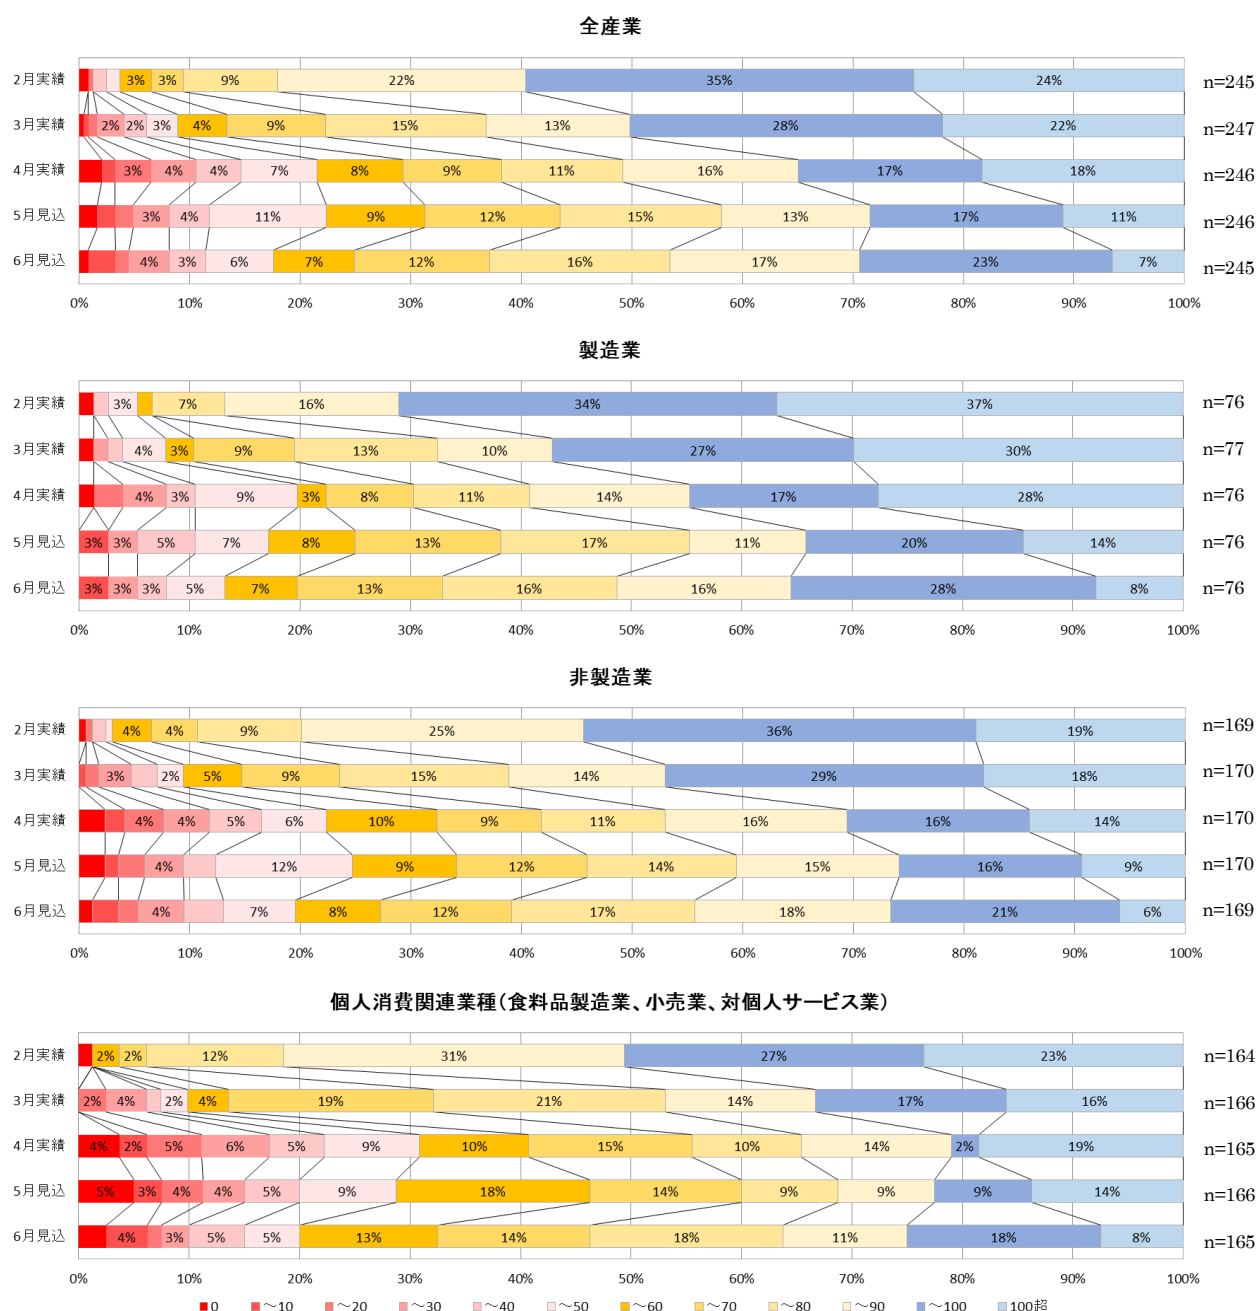 全産業
2月実績 3% 3% 9% 22% 35% 24% n=245
3月実績 2% 2% 3% 4% 9% 15% 13% 28% 22% n=247
4月実績 3% 4% 4% 7% 8% 9% 11% 16% 17% 18% n=246
5月見込 3% 4% 11% 9% 12% 15% 13% 17% 11% n=246
6月見込 4% 3% 6% 7% 12% 16% 17% 23% 7% n=245
0% 10% 20% 30% 40% 50% 60% 70% 80% 90% 100%
製造業
2月実績 3% 7% 16% 34% 37% n=76
3月実績 4% 3% 9% 13% 10% 27% 30% n=77
4月実績 4% 3% 9% 3% 8% 11% 14% 17% 28% n=76
5月見込 3% 3% 5% 7% 8% 13% 17% 11% 20% 14% n=76
6月見込 3% 3% 3% 5% 7% 13% 16% 16% 28% 8% n=76
0% 10% 20% 30% 40% 50% 60% 70% 80% 90% 100%
非製造業
2月実績 4% 4% 9% 25% 36% 19% n=169
3月実績 3% 2% 5% 9% 15% 14% 29% 18% n=170
4月実績 4% 4% 5% 6% 10% 9% 11% 16% 16% 14% n=170
5月見込 4% 12% 9% 12% 14% 15% 16% 9% n=170
6月見込 4% 7% 8% 12% 17% 18% 21% 6% n=169
0% 10% 20% 30% 40% 50% 60% 70% 80% 90% 100%
個人消費関連業種(食料品製造業、小売業、対個人サービス業)
2月実績 2% 2% 12% 31% 27% 23% n=164
3月実績 2% 4% 2% 4% 19% 21% 14% 17% 16% n=166
4月実績 4% 2% 5% 6% 5% 9% 10% 15% 10% 14% 2% 19% n=165
5月見込 5% 3% 4% 4% 5% 9% 18% 14% 9% 9% 9% 14% n=166
6月見込 4% 3% 5% 5% 13% 14% 18% 11% 18% 8% n=165
0% 10% 20% 30% 40% 50% 60% 70% 80% 90% 100%
0 ～10 ～20 ～30 ～40 ～50 ～60 ～70 ～80 ～90 ～100 100超